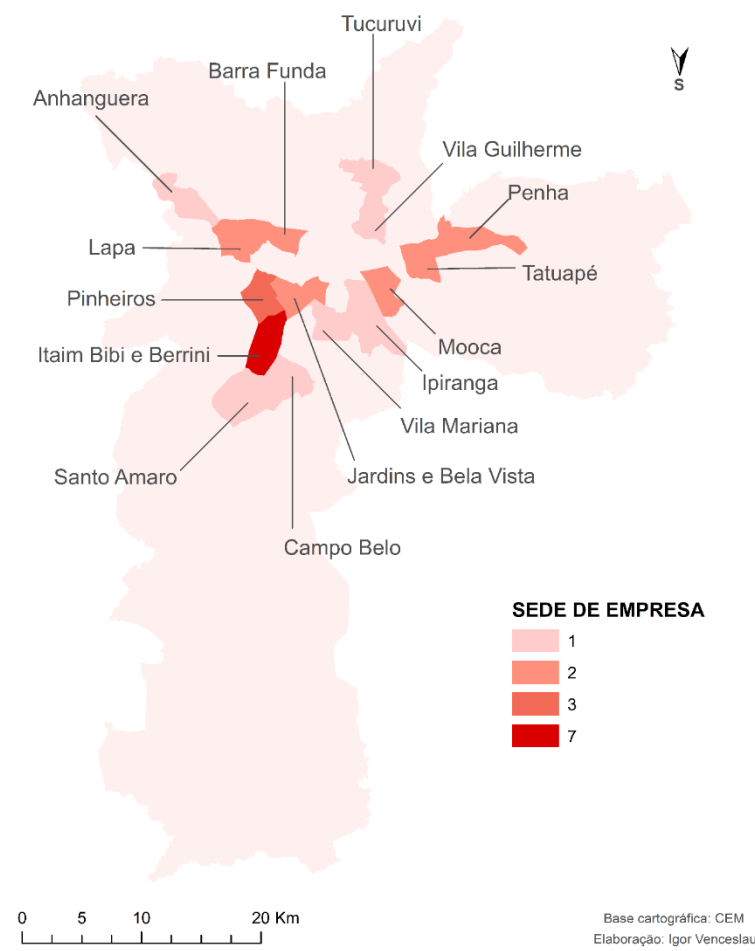 Tucuruvi
Barra Funda
Anhanguera
S
Vila Guilherme
Penha
Lapa
Tatuapé
Pinheiros
Mooca
Itaim Bibi e Berrini
Ipiranga
Vila Mariana
Santo Amaro
Jardins e Bela Vista
Campo Belo
SEDE DE EMPRESA
1
2
3
7
0 5 10 20 Km
Base cartográfica: CEM
Elaboração: Igor Venceslau